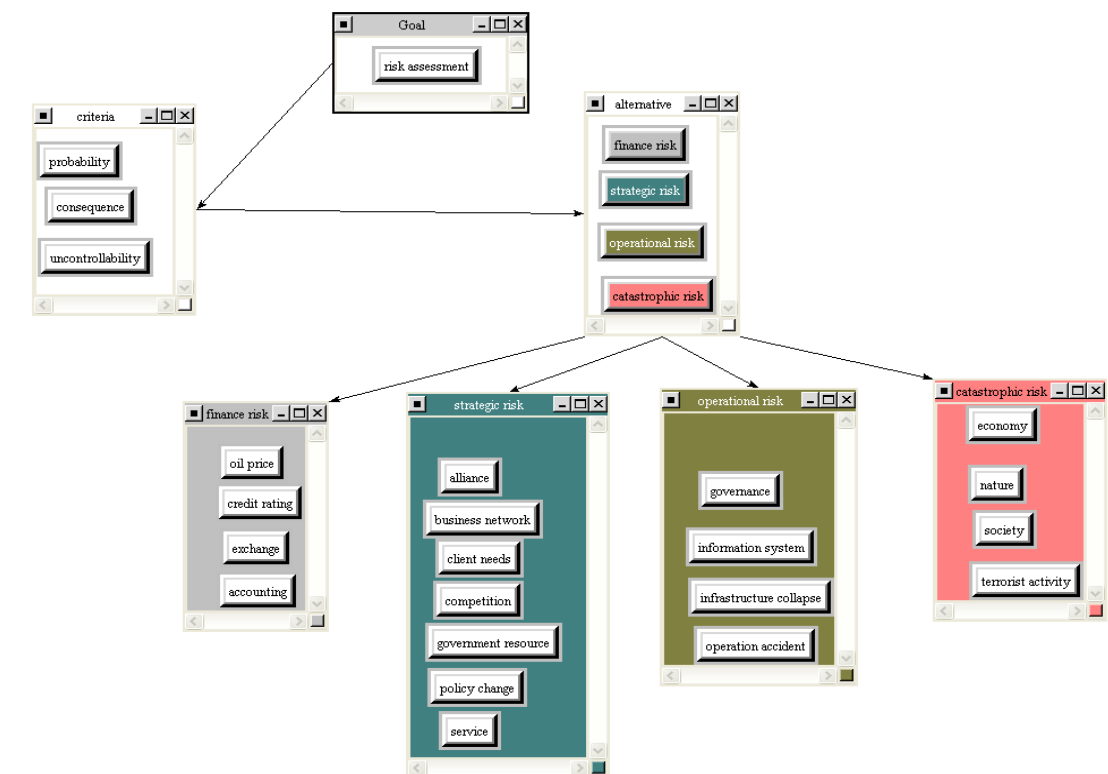 Goal
risk assessment
criteria
probability
consequence
uncontrollability
alternative
finance risk
strategic risk
operational risk
catastrophic risk
finance risk
oil price
credit rating
exchange
accounting
strategic risk
alliance
business network
client needs
competition
government resource
policy change
service
operational risk
governance
information system
infrastructure collapse
operation accident
catastrophic risk
economy
nature
society
terrorist activity